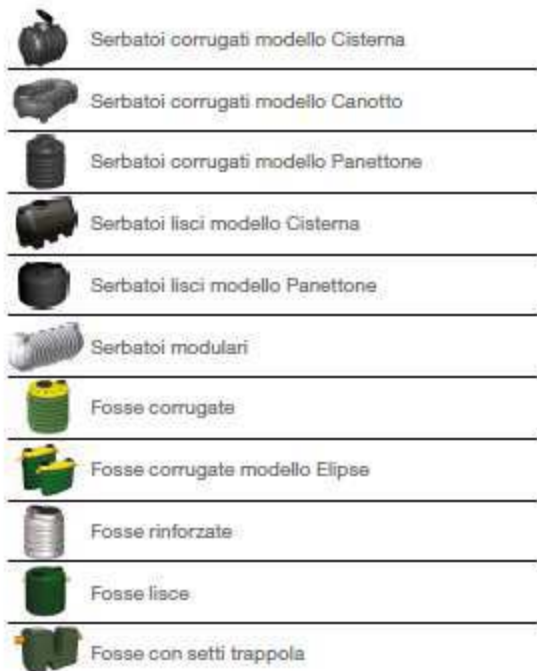 Serbatoi corrugati modello Cisterna
Serbatoi corrugati modello Canotto
Serbatoi corrugati modello Panettone
Serbatoi lisci modello Cisterna
Serbatoi lisci modello Panettone
Serbatoi modulari
Fosse corrugate
Fosse corrugate modello Elipse
Fosse rinforzate
Fosse lisce
Fosse con setti trappola